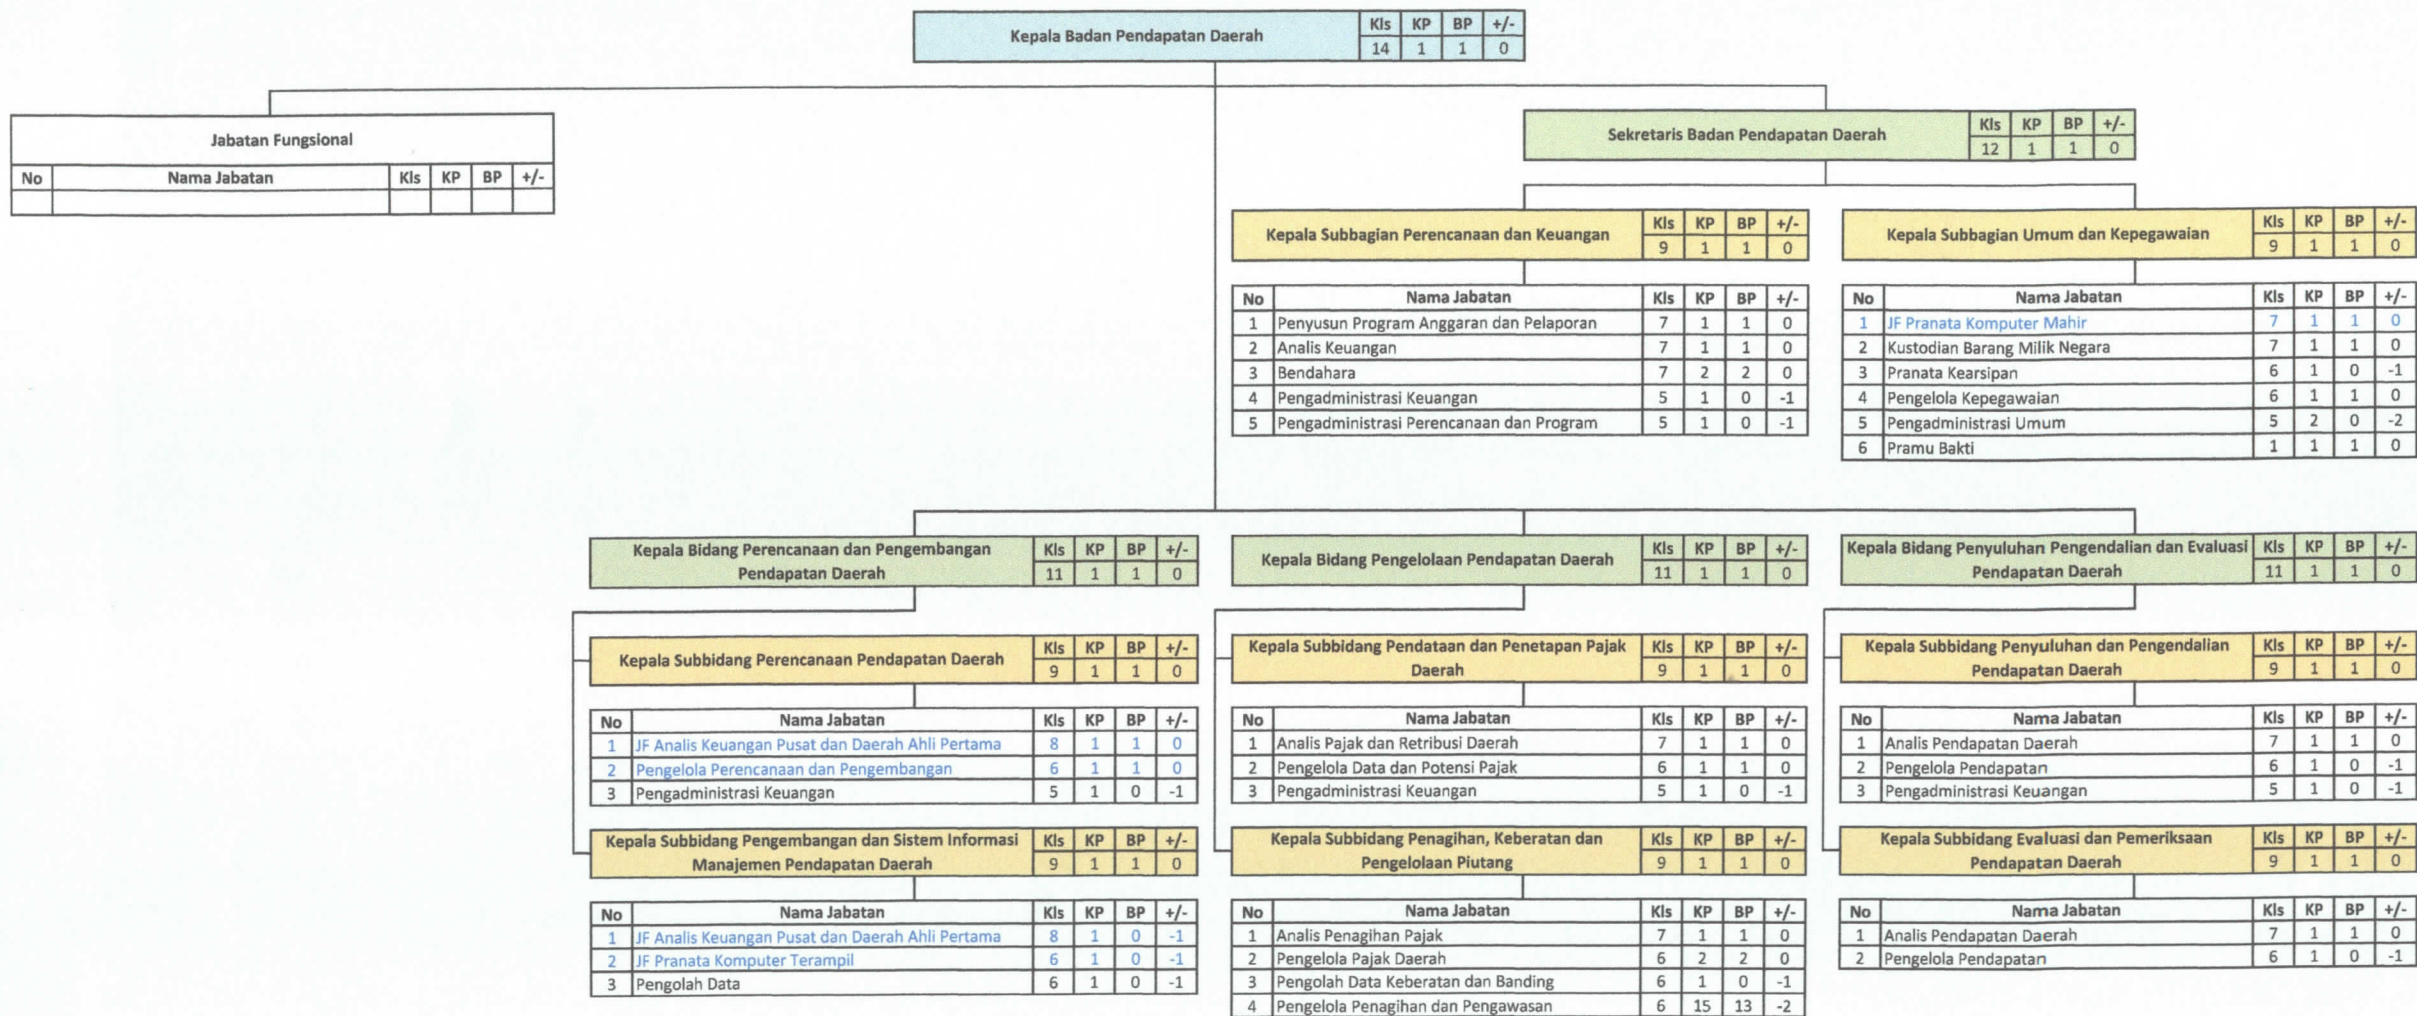 Kepala Badan Pendapatan Daerah
Kls KP BP +/-
14 1 1 0
Jabatan Fungsional
No Nama Jabatan Kls KP BP +/-
Sekretaris Badan Pendapatan Daerah
Kls KP BP +/-
12 1 1 0
Kepala Subbagian Perencanaan dan Keuangan
Kls KP BP +/-
9 1 1 0
No Nama Jabatan Kls KP BP +/-
1 Penyusun Program Anggaran dan Pelaporan 7 1 1 0
2 Analis Keuangan 7 1 1 0
3 Bendahara 7 2 2 0
4 Pengadministrasi Keuangan 5 1 0 -1
5 Pengadministrasi Perencanaan dan Program 5 1 0 -1
Kepala Subbagian Umum dan Kepegawaian
Kls KP BP +/-
9 1 1 0
No Nama Jabatan Kls KP BP +/-
1 JF Pranata Komputer Mahir 7 1 1 0
2 Kustodian Barang Milik Negara 7 1 1 0
3 Pranata Kearsipan 6 1 0 -1
4 Pengelola Kepegawaian 6 1 1 0
5 Pengadministrasi Umum 5 2 0 -2
6 Pramu Bakti 1 1 1 0
Kepala Bidang Perencanaan dan Pengembangan
Pendapatan Daerah
Kls KP BP +/-
11 1 1 0
Kepala Subbidang Perencanaan Pendapatan Daerah
Kls KP BP +/-
9 1 1 0
No Nama Jabatan Kls KP BP +/-
1 JF Analis Keuangan Pusat dan Daerah Ahli Pertama 8 1 1 0
2 Pengelola Perencanaan dan Pengembangan 6 1 1 0
3 Pengadministrasi Keuangan 5 1 0 -1
Kepala Subbidang Pengembangan dan Sistem Informasi
Manajemen Pendapatan Daerah
Kls KP BP +/-
9 1 1 0
No Nama Jabatan Kls KP BP +/-
1 JF Analis Keuangan Pusat dan Daerah Ahli Pertama 8 1 0 -1
2 JF Pranata Komputer Terampil 6 1 0 -1
3 Pengolah Data 6 1 0 -1
Kepala Bidang Pengelolaan Pendapatan Daerah
Kls KP BP +/-
11 1 1 0
Kepala Subbidang Pendataan dan Penetapan Pajak
Daerah
Kls KP BP +/-
9 1 1 0
No Nama Jabatan Kls KP BP +/-
1 Analis Pajak dan Retribusi Daerah 7 1 1 0
2 Pengelola Data dan Potensi Pajak 6 1 1 0
3 Pengadministrasi Keuangan 5 1 0 -1
Kepala Subbidang Penagihan, Keberatan dan
Pengelolaan Piutang
Kls KP BP +/-
9 1 1 0
No Nama Jabatan Kls KP BP +/-
1 Analis Penagihan Pajak 7 1 1 0
2 Pengelola Pajak Daerah 6 2 2 0
3 Pengolah Data Keberatan dan Banding 6 1 0 -1
4 Pengelola Penagihan dan Pengawasan 6 15 13 -2
Kepala Bidang Penyuluhan Pengendalian dan Evaluasi
Pendapatan Daerah
Kls KP BP +/-
11 1 1 0
Kepala Subbidang Penyuluhan dan Pengendalian
Pendapatan Daerah
Kls KP BP +/-
9 1 1 0
No Nama Jabatan Kls KP BP +/-
1 Analis Pendapatan Daerah 7 1 1 0
2 Pengelola Pendapatan 6 1 0 -1
3 Pengadministrasi Keuangan 5 1 0 -1
Kepala Subbidang Evaluasi dan Pemeriksaan
Pendapatan Daerah
Kls KP BP +/-
9 1 1 0
No Nama Jabatan Kls KP BP +/-
1 Analis Pendapatan Daerah 7 1 1 0
2 Pengelola Pendapatan 6 1 0 -1